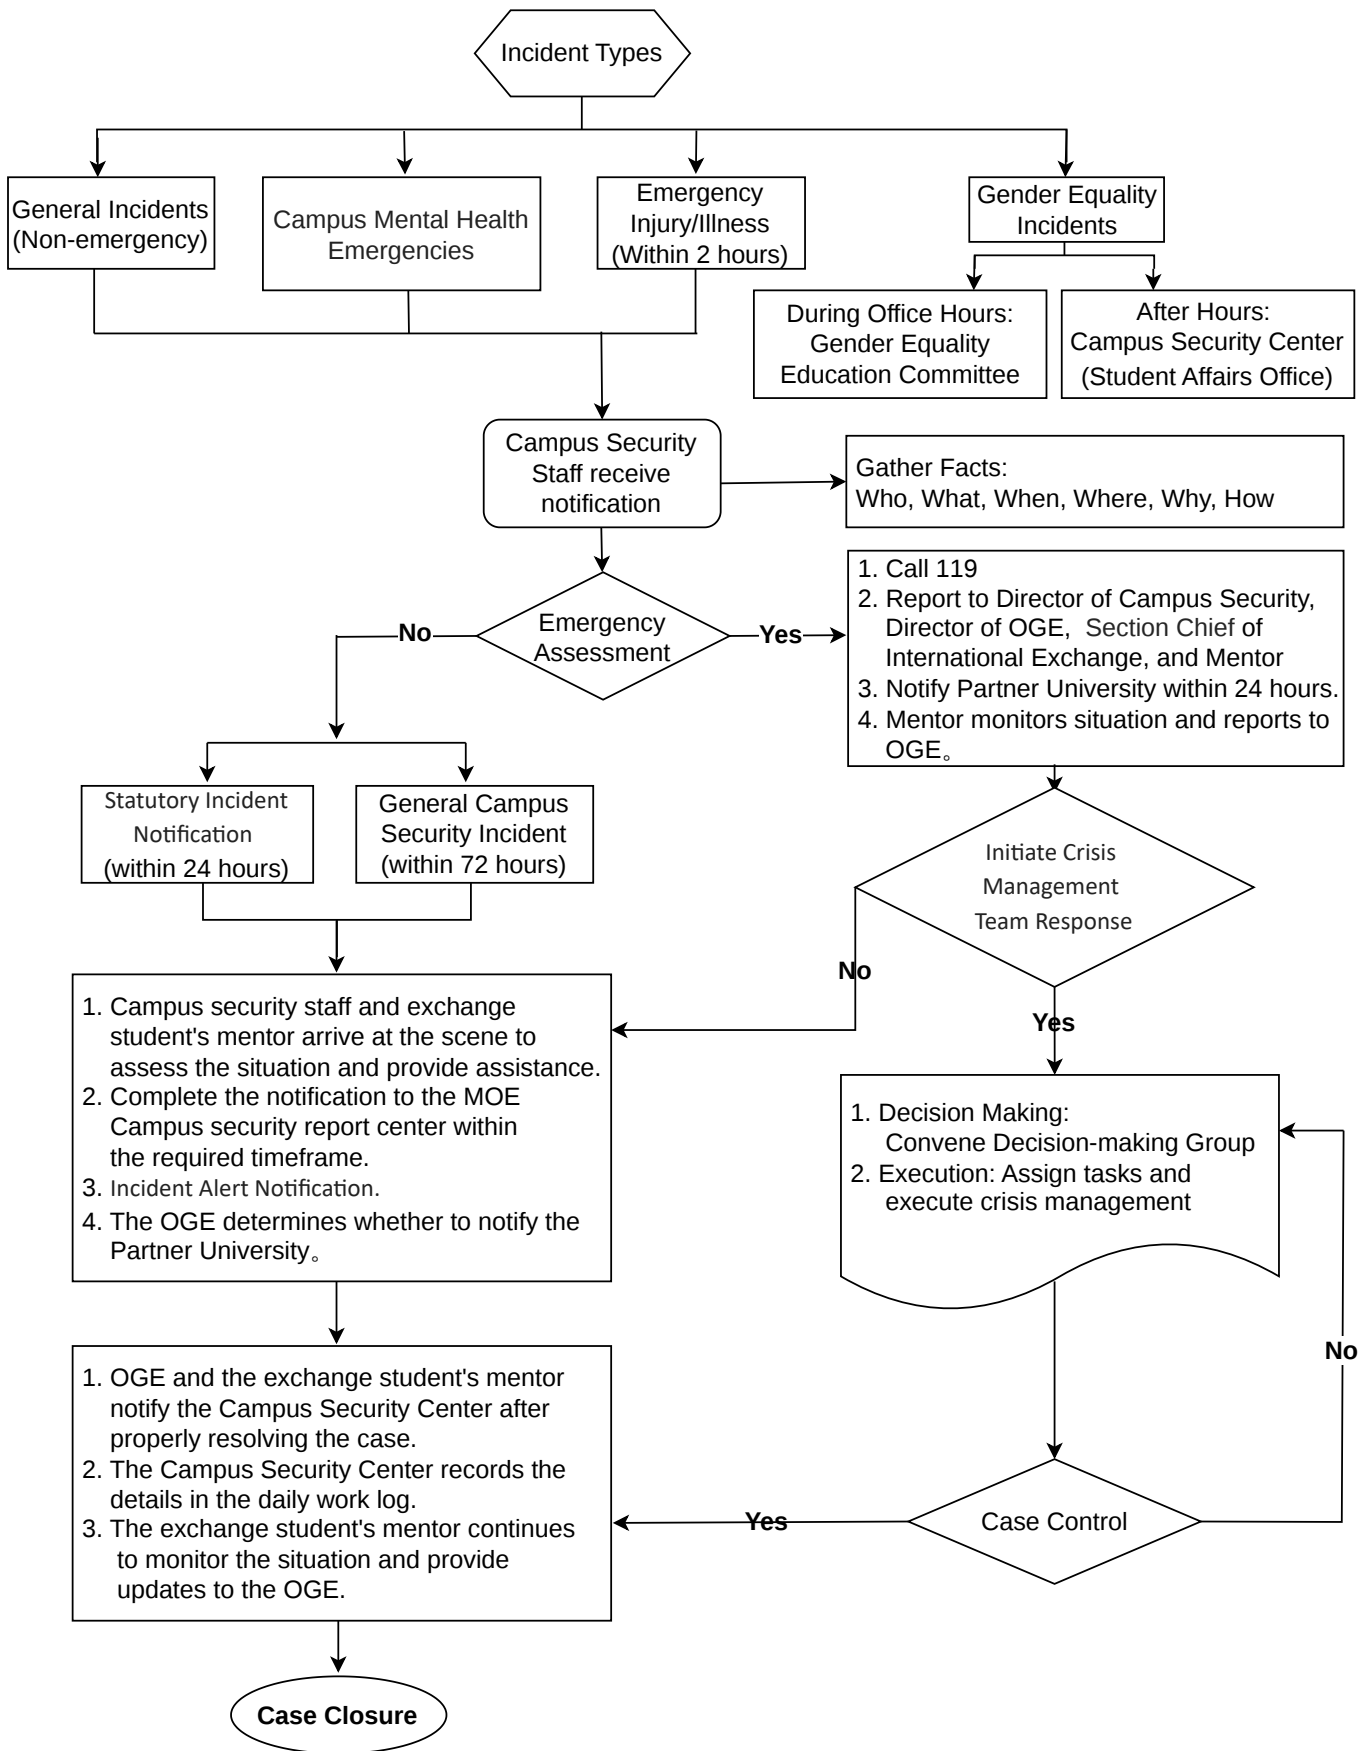 Incident Types
General Incidents
(Non-emergency)
Campus Mental Health
Emergencies
Emergency
Injury/Illness
(Within 2 hours)
Gender Equality
Incidents
During Office Hours:
Gender Equality
Education Committee
After Hours:
Campus Security Center
(Student Affairs Office)
Campus Security
Staff receive
notification
Gather Facts:
Who, What, When, Where, Why, How
Emergency
Assessment
No
Yes
1. Call 119
2. Report to Director of Campus Security,
Director of OGE, Section Chief of
International Exchange, and Mentor
3. Notify Partner University within 24 hours.
4. Mentor monitors situation and reports to
OGE。
Statutory Incident
Notification
(within 24 hours)
General Campus
Security Incident
(within 72 hours)
Initiate Crisis
Management
Team Response
No
Yes
1. Campus security staff and exchange
student's mentor arrive at the scene to
assess the situation and provide assistance.
2. Complete the notification to the MOE
Campus security report center within
the required timeframe.
3. Incident Alert Notification.
4. The OGE determines whether to notify the
Partner University。
1. Decision Making:
Convene Decision-making Group
2. Execution: Assign tasks and
execute crisis management
No
1. OGE and the exchange student's mentor
notify the Campus Security Center after
properly resolving the case.
2. The Campus Security Center records the
details in the daily work log.
3. The exchange student's mentor continues
to monitor the situation and provide
updates to the OGE.
Yes
Case Control
Case Closure